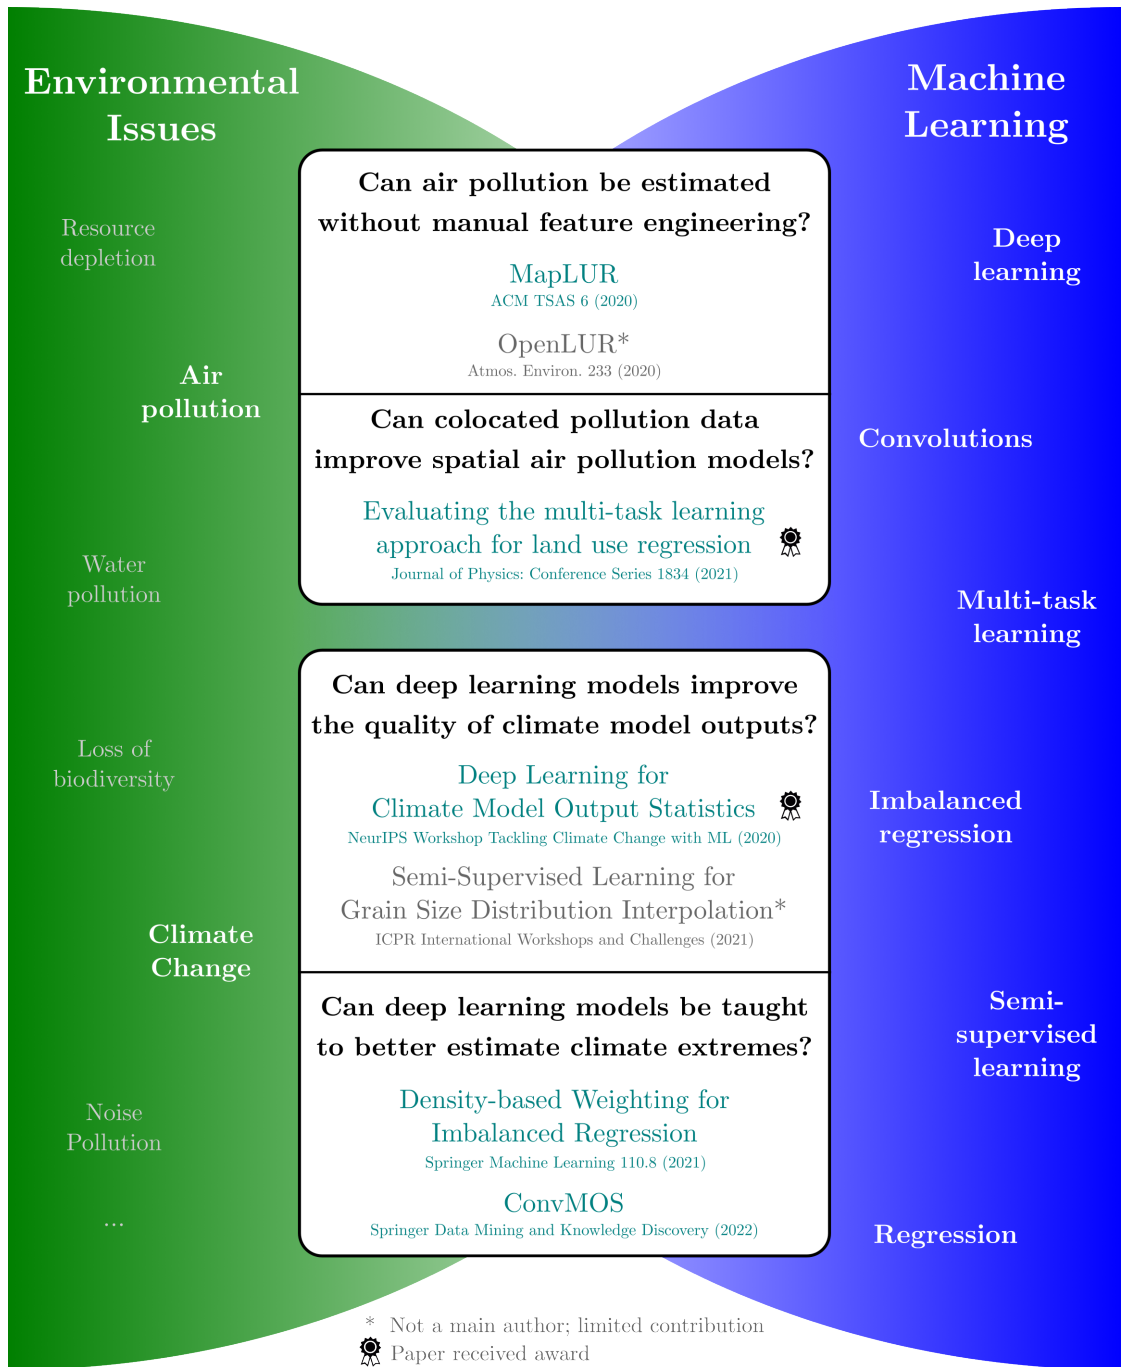 Environmental
Issues
Resource
depletion
Air
pollution
Water
pollution
Loss of
biodiversity
Climate
Change
Noise
Pollution
...
Can air pollution be estimated
without manual feature engineering?
MapLUR
ACM TSAS 6 (2020)
OpenLUR*
Atmos. Environ. 233 (2020)
Can colocated pollution data
improve spatial air pollution models?
Evaluating the multi-task learning
approach for land use regression
Journal of Physics: Conference Series 1834 (2021)
Can deep learning models improve
the quality of climate model outputs?
Deep Learning for
Climate Model Output Statistics
NeurIPS Workshop Tackling Climate Change with ML (2020)
Semi-Supervised Learning for
Grain Size Distribution Interpolation*
ICPR International Workshops and Challenges (2021)
Can deep learning models be taught
to better estimate climate extremes?
Density-based Weighting for
Imbalanced Regression
Springer Machine Learning 110.8 (2021)
ConvMOS
Springer Data Mining and Knowledge Discovery (2022)
Machine
Learning
Deep
learning
Convolutions
Multi-task
learning
Imbalanced
regression
Semi-
supervised
learning
Regression
* Not a main author; limited contribution
Paper received award